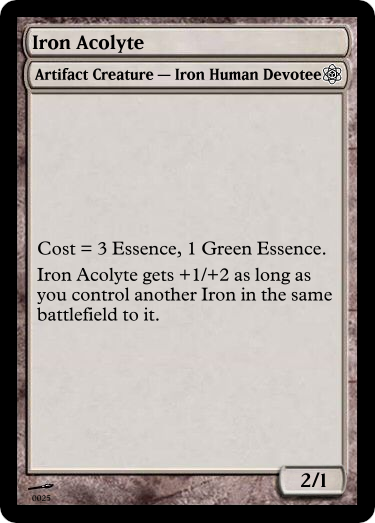 Iron Acolyte
Artifact Creature — Iron Human Devotee
Cost = 3 Essence, 1 Green Essence.
Iron Acolyte gets +1/+2 as long as
you control another Iron in the same
battlefield to it.
2/1
0025